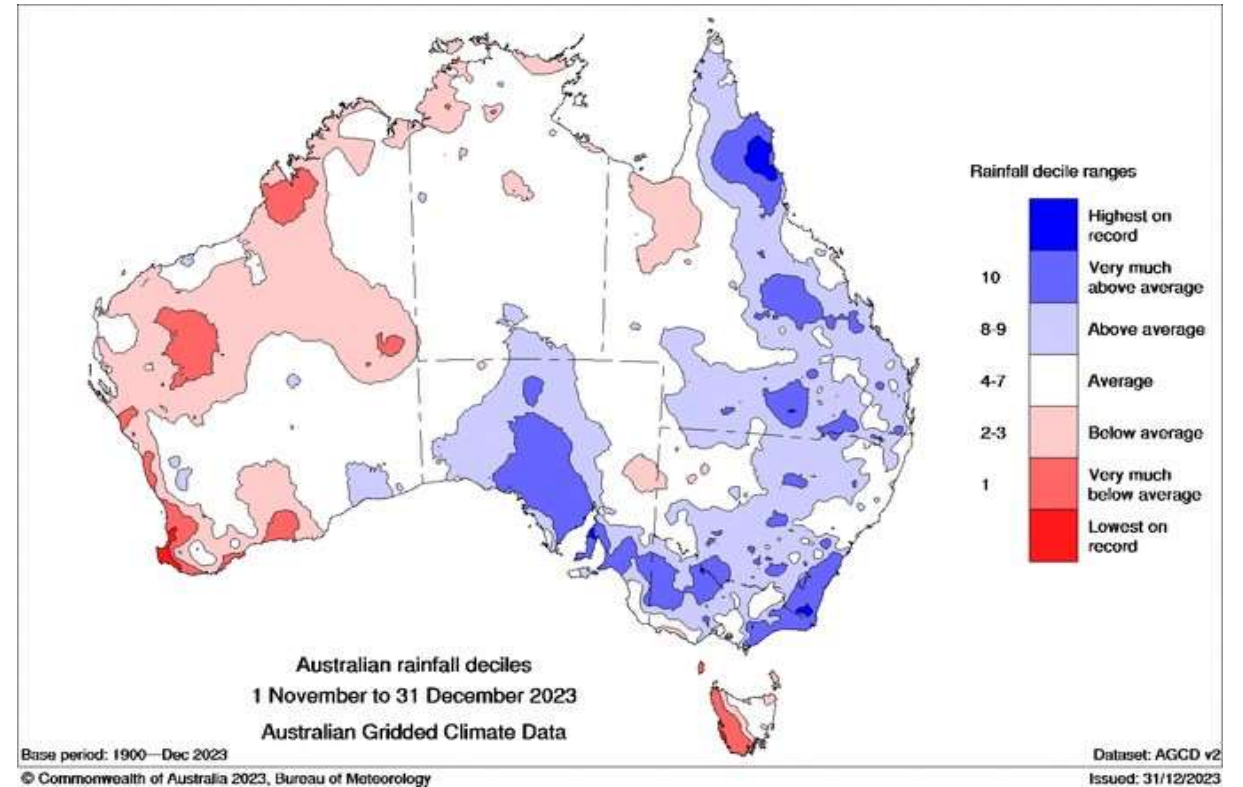 Rainfall decile ranges
Highest on
record
10
Very much
above average
8-9
Above average
4-7
Average
2-3
Below average
1
Very much
below average
Lowest on
record
Australian rainfall deciles
1 November to 31 December 2023
Australian Gridded Climate Data
Base period: 1900—Dec 2023
Dataset: AGCD v2
© Commonwealth of Australia 2023, Bureau of Meteorology
Issued: 31/12/2023